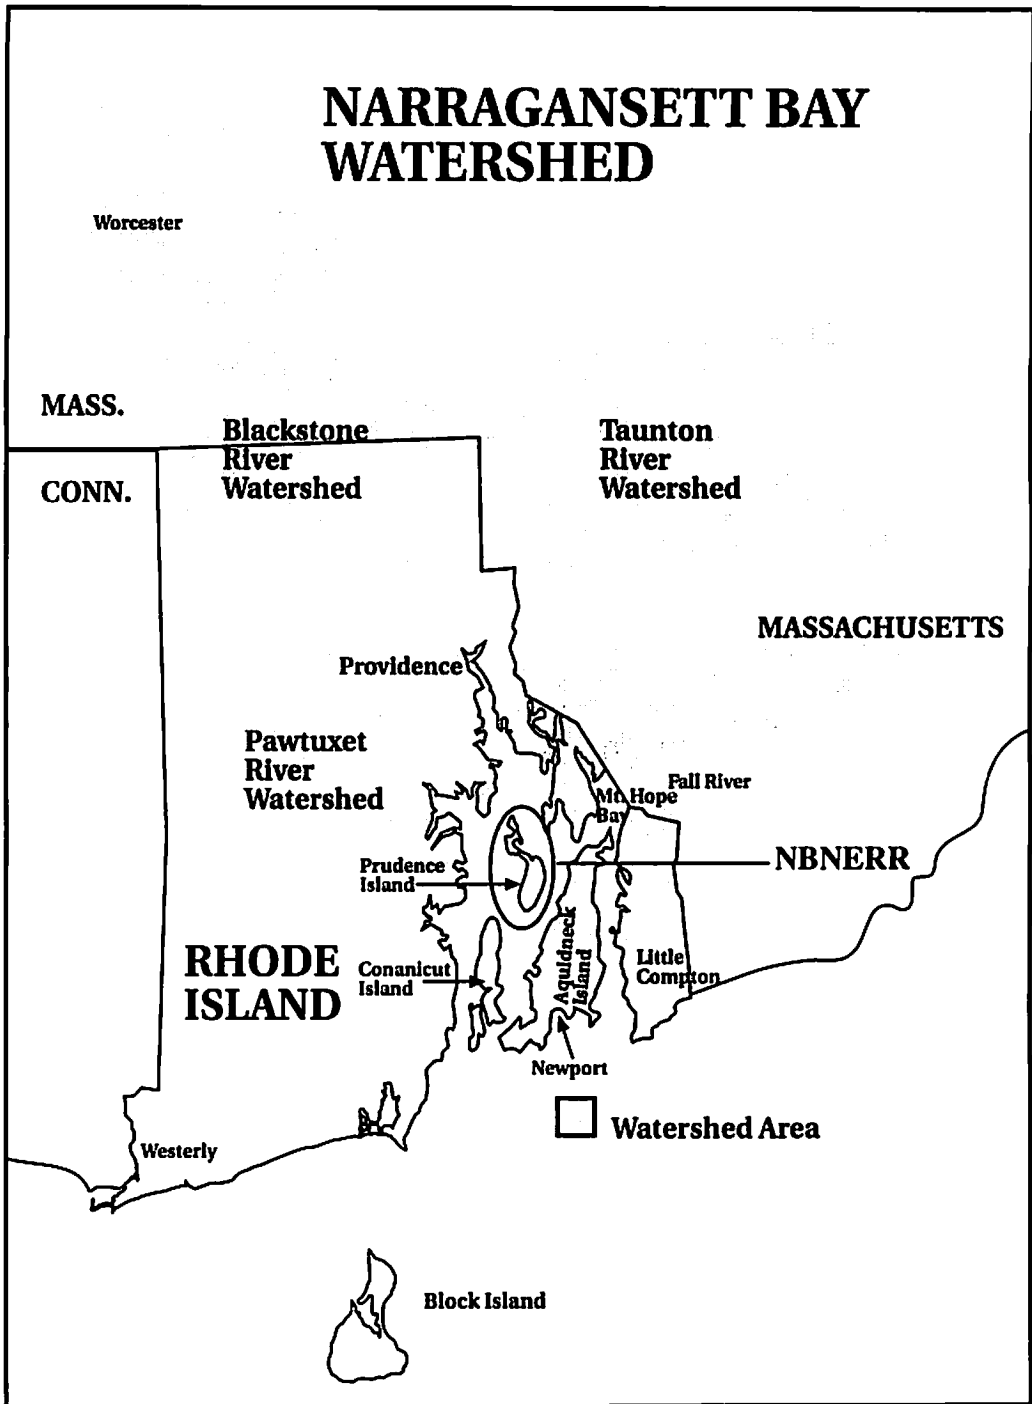 NARRAGANSETT BAY
WATERSHED
Worcester
MASS.
Blackstone
River
Watershed
Taunton
River
Watershed
CONN.
MASSACHUSETTS
Providence
Pawtuxet
River
Watershed
Fall River
Mt. Hope
Bay
NBNERR
Prudence
Island
RHODE
ISLAND
Conanicut
Island
Aquidneck
Island
Little
Compton
Newport
Watershed Area
Westerly
Block Island